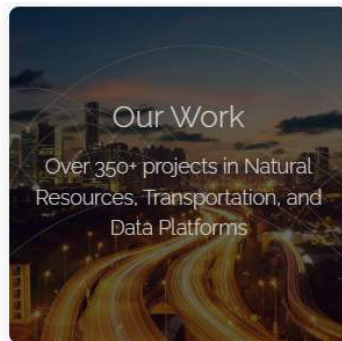 Our Work
Over 350+ projects in Natural
Resources, Transportation, and
Data Platforms